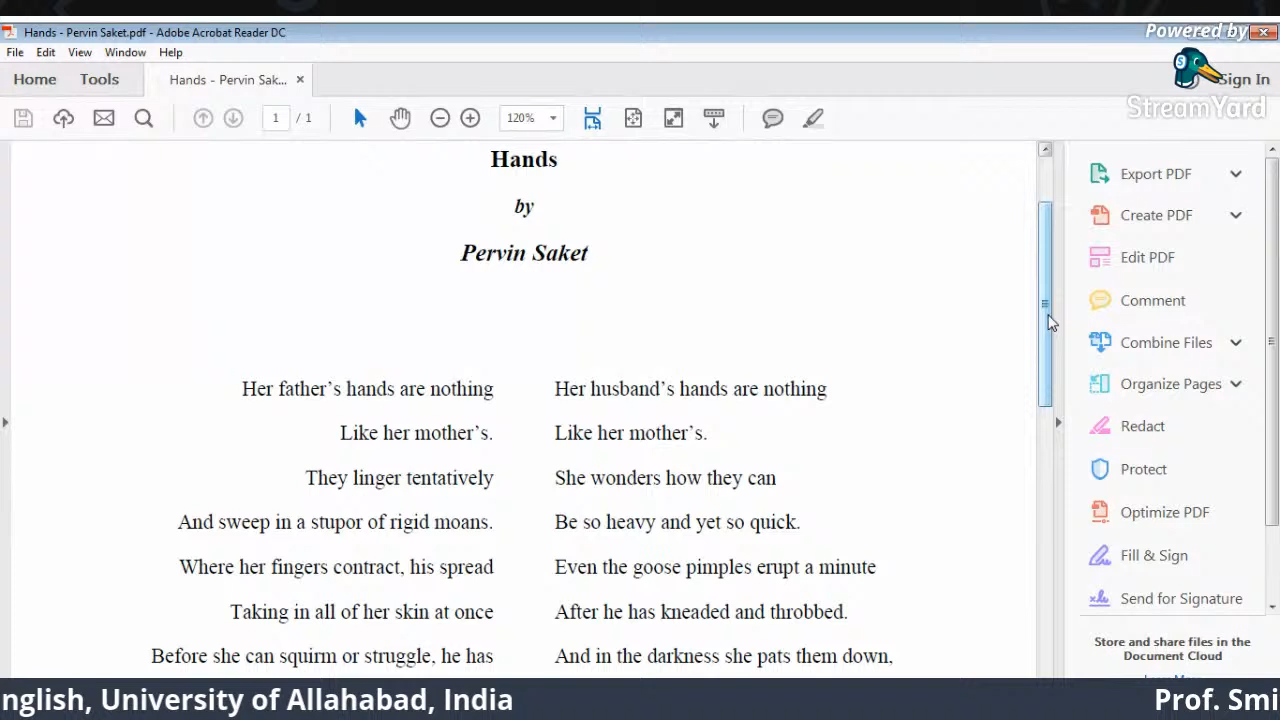 Hands - Pervin Saket.pdf - Adobe Acrobat Reader DC
Powered by
File Edit View Window Help
Home Tools Hands - Pervin Sak... × Sign In
StreamYard
1 / 1 120%
Hands
by
Pervin Saket
Her father's hands are nothing
Like her mother's.
They linger tentatively
And sweep in a stupor of rigid moans.
Where her fingers contract, his spread
Taking in all of her skin at once
Before she can squirm or struggle, he has
Her husband's hands are nothing
Like her mother's.
She wonders how they can
Be so heavy and yet so quick.
Even the goose pimples erupt a minute
After he has kneaded and throbbed.
And in the darkness she pats them down,
Export PDF
Create PDF
Edit PDF
Comment
Combine Files
Organize Pages
Redact
Protect
Optimize PDF
Fill & Sign
Send for Signature
Store and share files in the
Document Cloud
nglish, University of Allahabad, India Prof. Smi